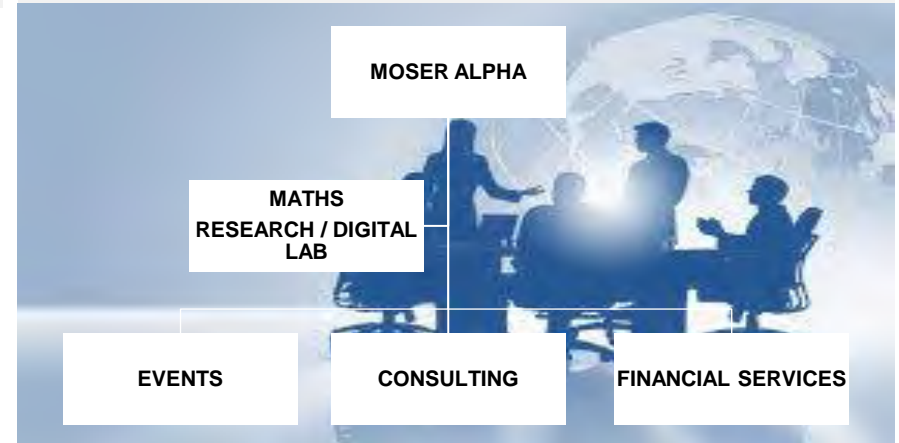 MOSER ALPHA
MATHS
RESEARCH / DIGITAL
LAB
EVENTS
CONSULTING
FINANCIAL SERVICES